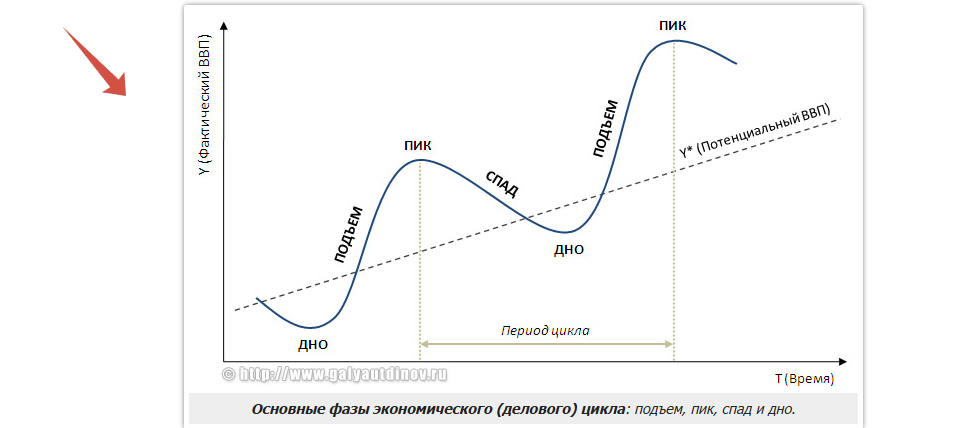 ПИК
Y (Фактический ВВП)
ПОДЪЕМ
Y* (Потенциальный ВВП)
ПИК
СПАД
ПОДЪЕМ
ДНО
Период цикла
ДНО
© http://www.galyautdinov.ru
T (Время)
Основные фазы экономического (делового) цикла: подъем, пик, спад и дно.